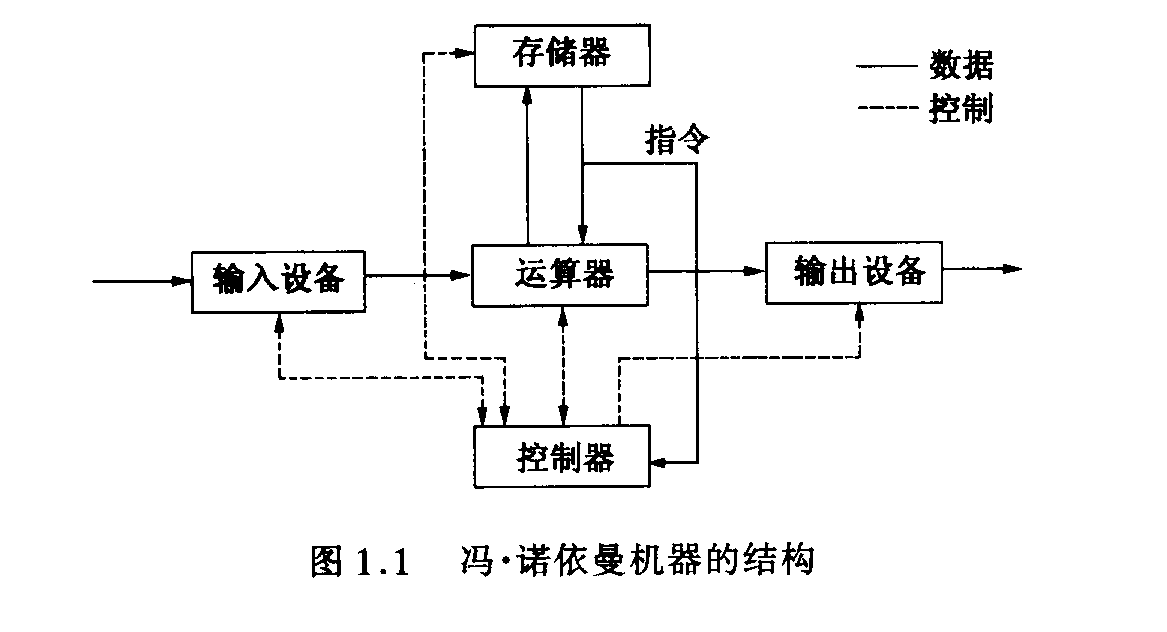 存储器
数据
控制
指令
输入设备
运算器
输出设备
控制器
图 1.1 冯·诺依曼机器的结构